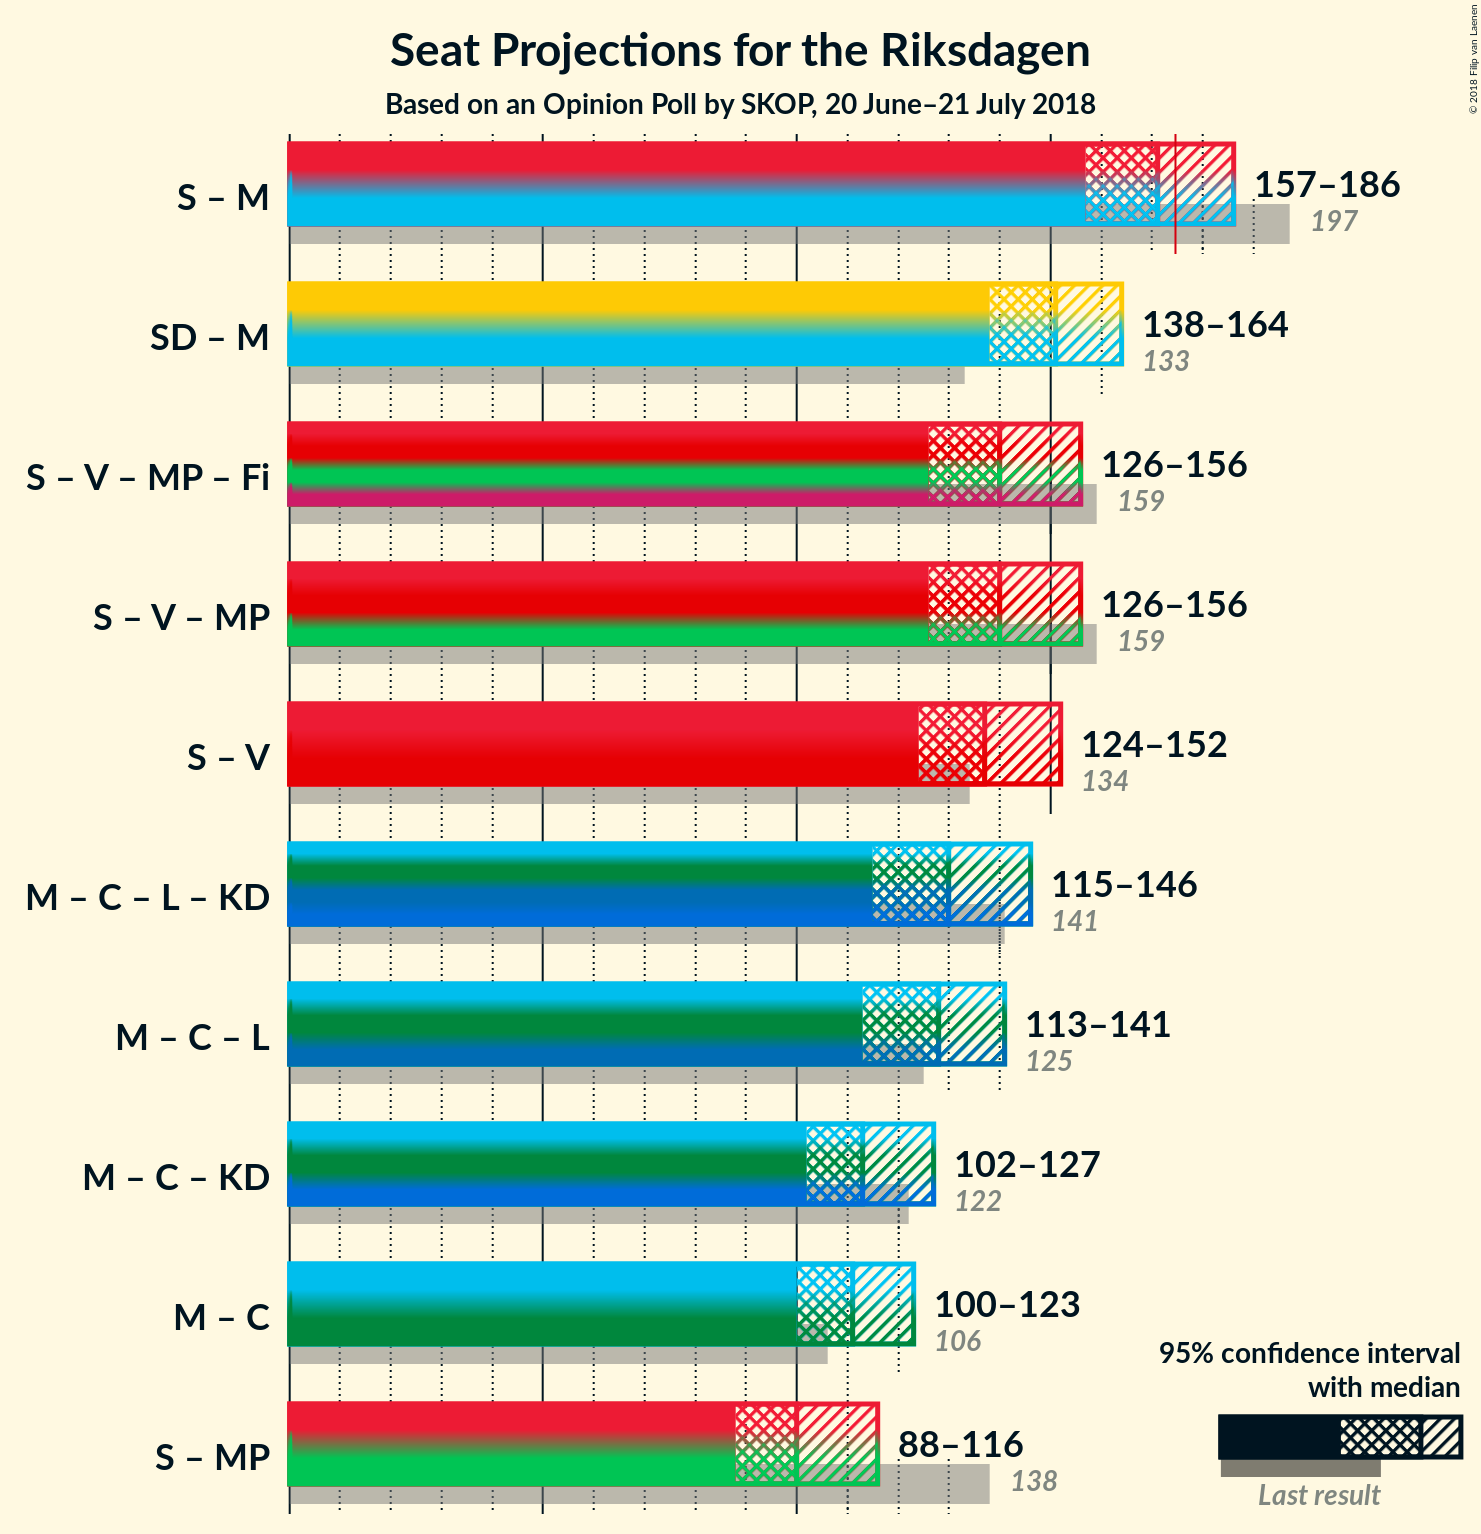 Seat Projections for the Riksdagen
Based on an Opinion Poll by SKOP, 20 June–21 July 2018
© 2018 Filip van Laenen
S – M
157–186
197
SD – M
138–164
133
S – V – MP – Fi
126–156
159
S – V – MP
126–156
159
S – V
124–152
134
M – C – L – KD
115–146
141
M – C – L
113–141
125
M – C – KD
102–127
122
M – C
100–123
106
S – MP
88–116
138
95% confidence interval
with median
Last result